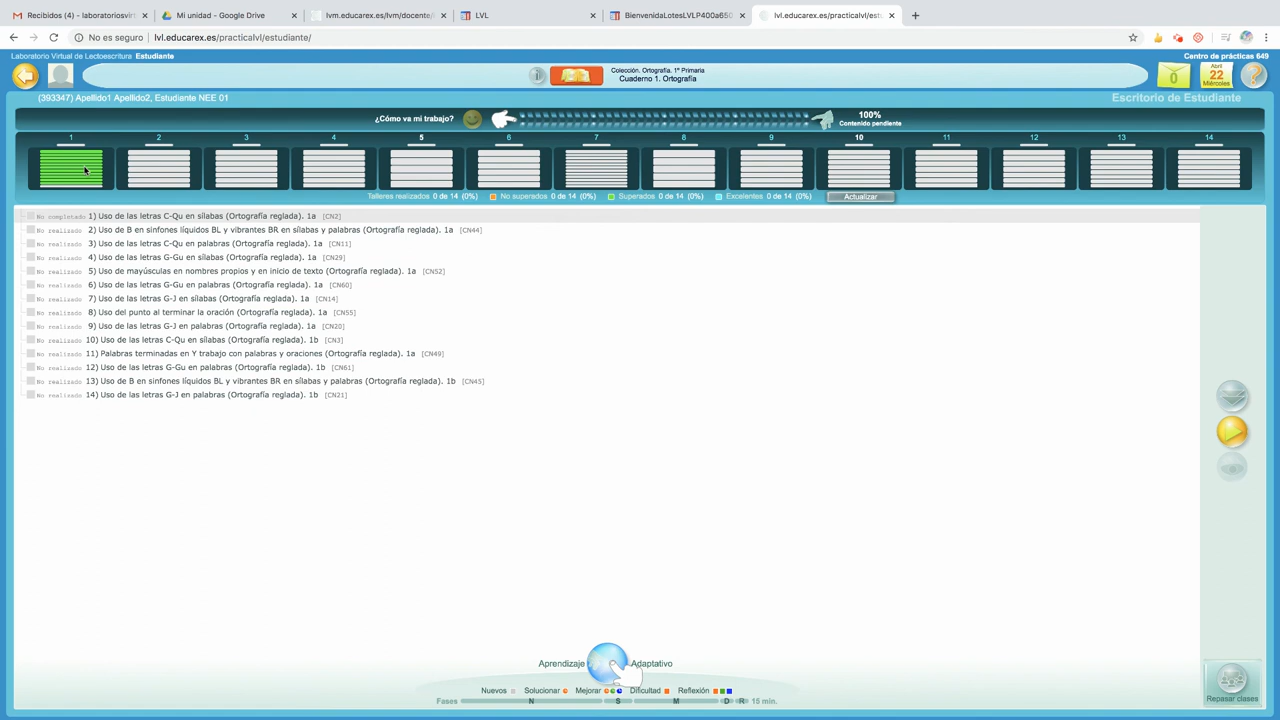 Recibidos (4) - laboratoriosvir
Mi unidad - Google Drive
lvm.educarex.es/lvm/docente/
LVL
BienvenidaLotesLVLP400a650
lvl.educarex.es/practicalvl/est
No es seguro
lvl.educarex.es/practicalvl/estudiante/
Laboratorio Virtual de Lectoescritura Estudiante
Centro de prácticas 649
Colección. Ortografía. 1º Primaria
Cuaderno 1. Ortografía
0
Abril
22
Miércoles
(393347) Apellido1 Apellido2, Estudiante NEE 01
Escritorio de Estudiante
¿Cómo va mi trabajo?
100%
Contenido pendiente
1 2 3 4 5 6 7 8 9 10 11 12 13 14
Talleres realizados 0 de 14 (0%) No superados 0 de 14 (0%) Superados 0 de 14 (0%) Excelentes 0 de 14 (0%) Actualizar
No completado 1) Uso de las letras C-Qu en sílabas (Ortografía reglada). 1a [CN2]
No realizado 2) Uso de B en sinfones líquidos BL y vibrantes BR en sílabas y palabras (Ortografía reglada). 1a [CN44]
No realizado 3) Uso de las letras C-Qu en palabras (Ortografía reglada). 1a [CN11]
No realizado 4) Uso de las letras G-Gu en sílabas (Ortografía reglada). 1a [CN29]
No realizado 5) Uso de mayúsculas en nombres propios y en inicio de texto (Ortografía reglada). 1a [CN52]
No realizado 6) Uso de las letras G-Gu en palabras (Ortografía reglada). 1a [CN60]
No realizado 7) Uso de las letras G-J en sílabas (Ortografía reglada). 1a [CN14]
No realizado 8) Uso del punto al terminar la oración (Ortografía reglada). 1a [CN55]
No realizado 9) Uso de las letras G-J en palabras (Ortografía reglada). 1a [CN20]
No realizado 10) Uso de las letras C-Qu en sílabas (Ortografía reglada). 1b [CN3]
No realizado 11) Palabras terminadas en Y trabajo con palabras y oraciones (Ortografía reglada). 1a [CN49]
No realizado 12) Uso de las letras G-Gu en palabras (Ortografía reglada). 1b [CN61]
No realizado 13) Uso de B en sinfones líquidos BL y vibrantes BR en sílabas y palabras (Ortografía reglada). 1b [CN45]
No realizado 14) Uso de las letras G-J en palabras (Ortografía reglada). 1b [CN21]
Aprendizaje Adaptativo
Nuevos Solucionar Mejorar Dificultad Reflexión
Fases N S M D R 15 min.
Repasar clases